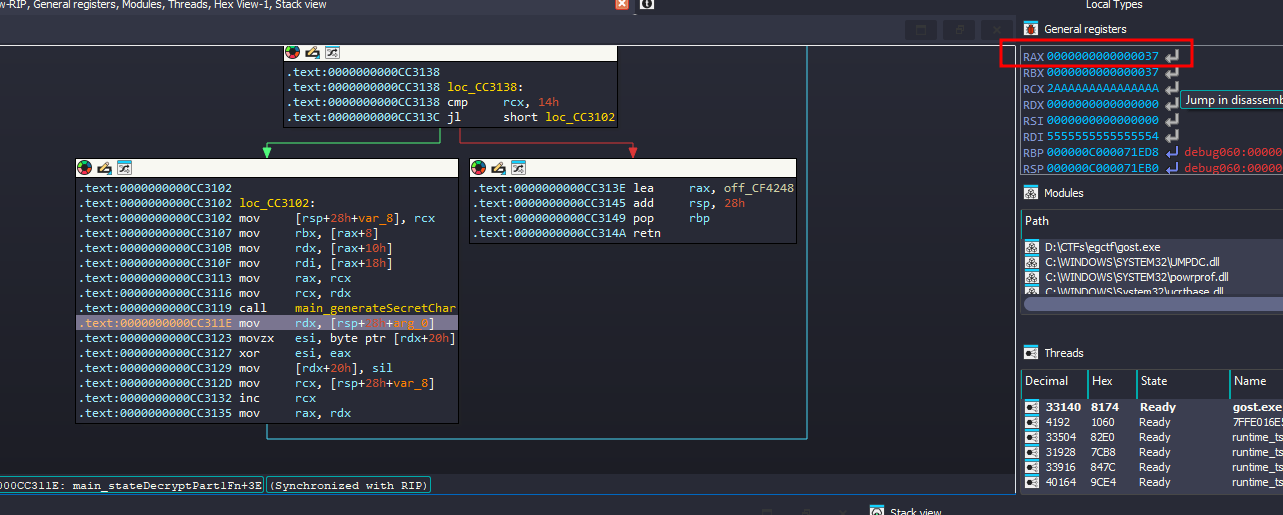 w-RIP, General registers, Modules, Threads, Hex View-1, Stack view
Local Types
General registers
.text:0000000000CC3138
.text:0000000000CC3138 loc_CC3138:
.text:0000000000CC3138 cmp rcx, 14h
.text:0000000000CC313C jl short loc_CC3102
RAX 0000000000000037
RBX 0000000000000037
RCX 2AAAAAAAAAAAAAAA
RDX 0000000000000000
Jump in disassemb
RSI 0000000000000000
RDI 5555555555555554
RBP 000000C000071ED8 debug060:00000
RSP 000000C000071EB0 debug060:00000
.text:0000000000CC3102
.text:0000000000CC3102 loc_CC3102:
.text:0000000000CC3102 mov [rsp+28h+var_8], rcx
.text:0000000000CC3107 mov rbx, [rax+8]
.text:0000000000CC310B mov rdx, [rax+10h]
.text:0000000000CC310F mov rdi, [rax+18h]
.text:0000000000CC3113 mov rax, rcx
.text:0000000000CC3116 mov rcx, rdx
.text:0000000000CC3119 call main_generateSecretChar
.text:0000000000CC311E mov rdx, [rsp+28h+arg_0]
.text:0000000000CC3123 movzx esi, byte ptr [rdx+20h]
.text:0000000000CC3127 xor esi, eax
.text:0000000000CC3129 mov [rdx+20h], sil
.text:0000000000CC312D mov rcx, [rsp+28h+var_8]
.text:0000000000CC3132 inc rcx
.text:0000000000CC3135 mov rax, rdx
.text:0000000000CC313E lea rax, off_CF4248
.text:0000000000CC3145 add rsp, 28h
.text:0000000000CC3149 pop rbp
.text:0000000000CC314A retn
Modules
Path
D:\CTFs\egctf\gost.exe
C:\WINDOWS\SYSTEM32\UMPDC.dll
C:\WINDOWS\SYSTEM32\powrprof.dll
C:\WINDOWS\System32\ucrtbase.dll
Threads
Decimal Hex State Name
33140 8174 Ready gost.exe
4192 1060 Ready 7FFE016E5
33504 82E0 Ready runtime_ts
31928 7CB8 Ready runtime_ts
33916 847C Ready runtime_ts
40164 9CE4 Ready runtime_ts
000CC311E: main_stateDecryptPart1Fn+3E (Synchronized with RIP)
Stack view